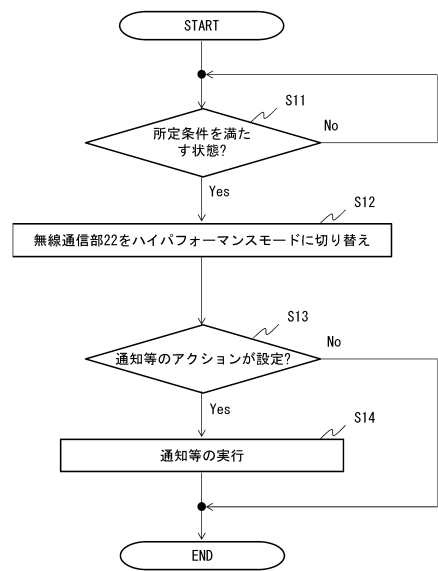 START
S11
所定条件を満た
す状態?
No
Yes
S12
無線通信部22をハイパフォーマンスモードに切り替え
S13
通知等のアクションが設定?
No
Yes
S14
通知等の実行
END